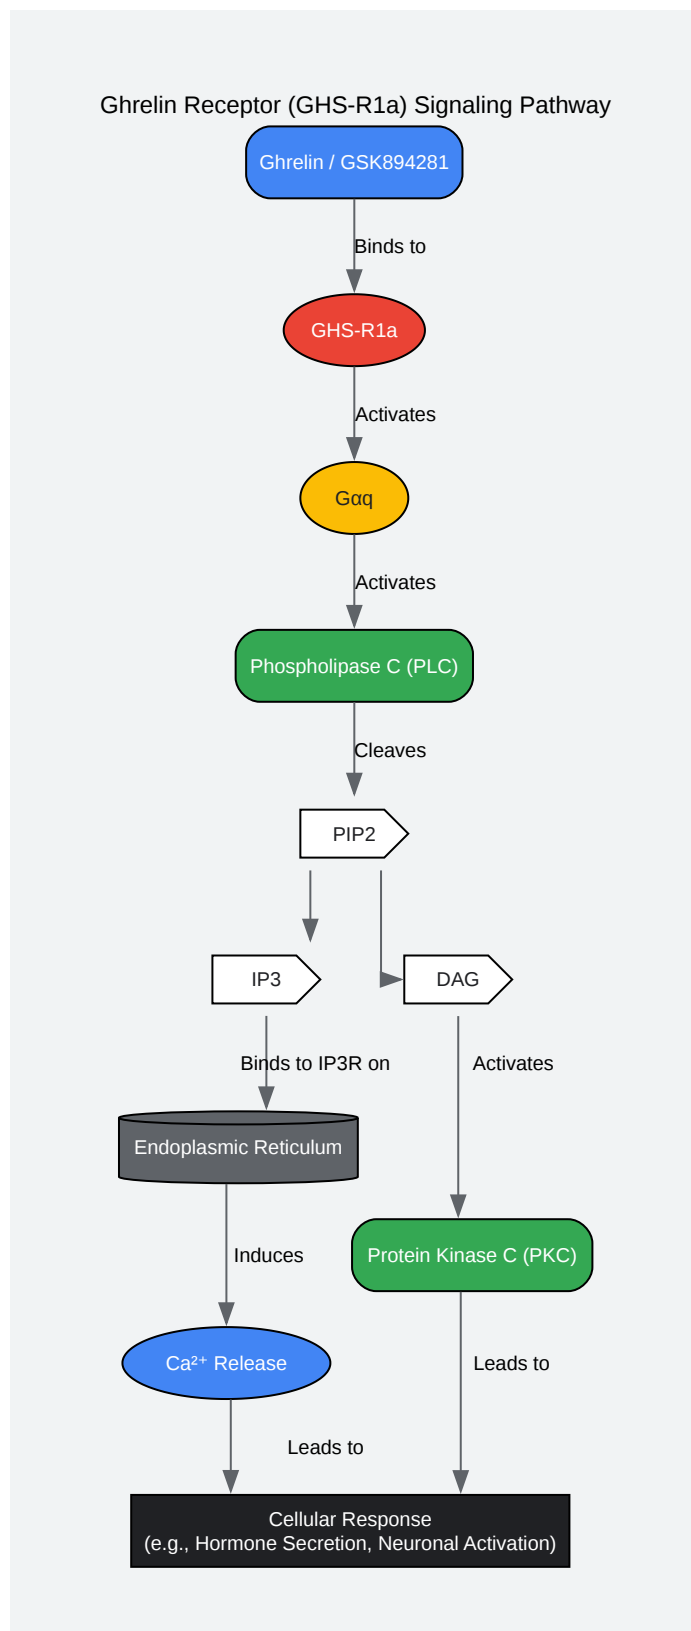 Ghrelin Receptor (GHS-R1a) Signaling Pathway
Ghrelin / GSK894281
Binds to
GHS-R1a
Activates
Gαq
Activates
Phospholipase C (PLC)
Cleaves
PIP2
IP3
DAG
Binds to IP3R on
Activates
Endoplasmic Reticulum
Induces
Protein Kinase C (PKC)
Ca²⁺ Release
Leads to
Leads to
Cellular Response
(e.g., Hormone Secretion, Neuronal Activation)